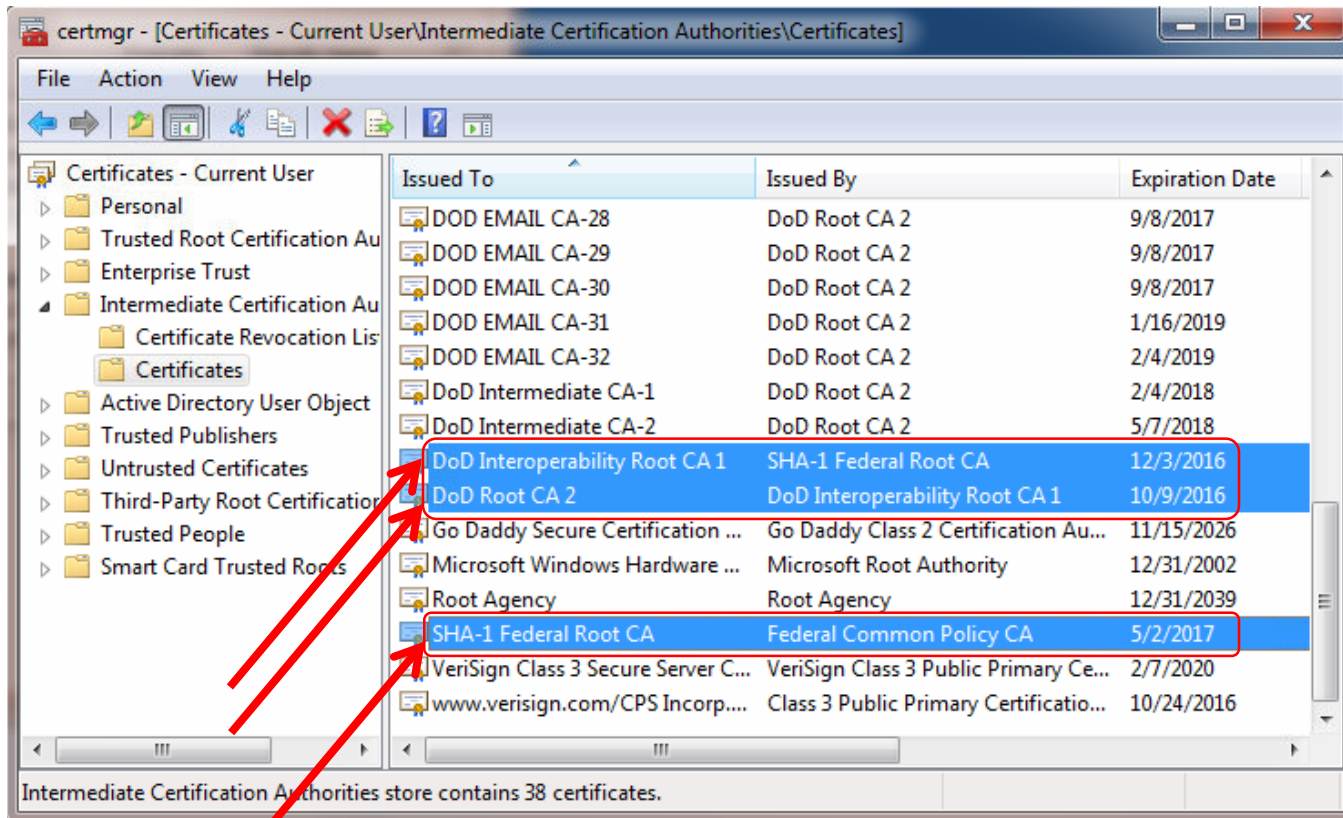 certmgr - [Certificates - Current User\Intermediate Certification Authorities\Certificates]
File Action View Help
Certificates - Current User
Personal
Trusted Root Certification Au
Enterprise Trust
Intermediate Certification Au
Certificate Revocation Lis
Certificates
Active Directory User Object
Trusted Publishers
Untrusted Certificates
Third-Party Root Certification
Trusted People
Smart Card Trusted Roots
Issued To Issued By Expiration Date
DOD EMAIL CA-28 DoD Root CA 2 9/8/2017
DOD EMAIL CA-29 DoD Root CA 2 9/8/2017
DOD EMAIL CA-30 DoD Root CA 2 9/8/2017
DOD EMAIL CA-31 DoD Root CA 2 1/16/2019
DOD EMAIL CA-32 DoD Root CA 2 2/4/2019
DoD Intermediate CA-1 DoD Root CA 2 2/4/2018
DoD Intermediate CA-2 DoD Root CA 2 5/7/2018
DoD Interoperability Root CA 1 SHA-1 Federal Root CA 12/3/2016
DoD Root CA 2 DoD Interoperability Root CA 1 10/9/2016
Go Daddy Secure Certification ... Go Daddy Class 2 Certification Au... 11/15/2026
Microsoft Windows Hardware ... Microsoft Root Authority 12/31/2002
Root Agency Root Agency 12/31/2039
SHA-1 Federal Root CA Federal Common Policy CA 5/2/2017
VeriSign Class 3 Secure Server C... VeriSign Class 3 Public Primary Ce... 2/7/2020
www.verisign.com/CPS Incorp.... Class 3 Public Primary Certificatio... 10/24/2016
Intermediate Certification Authorities store contains 38 certificates.